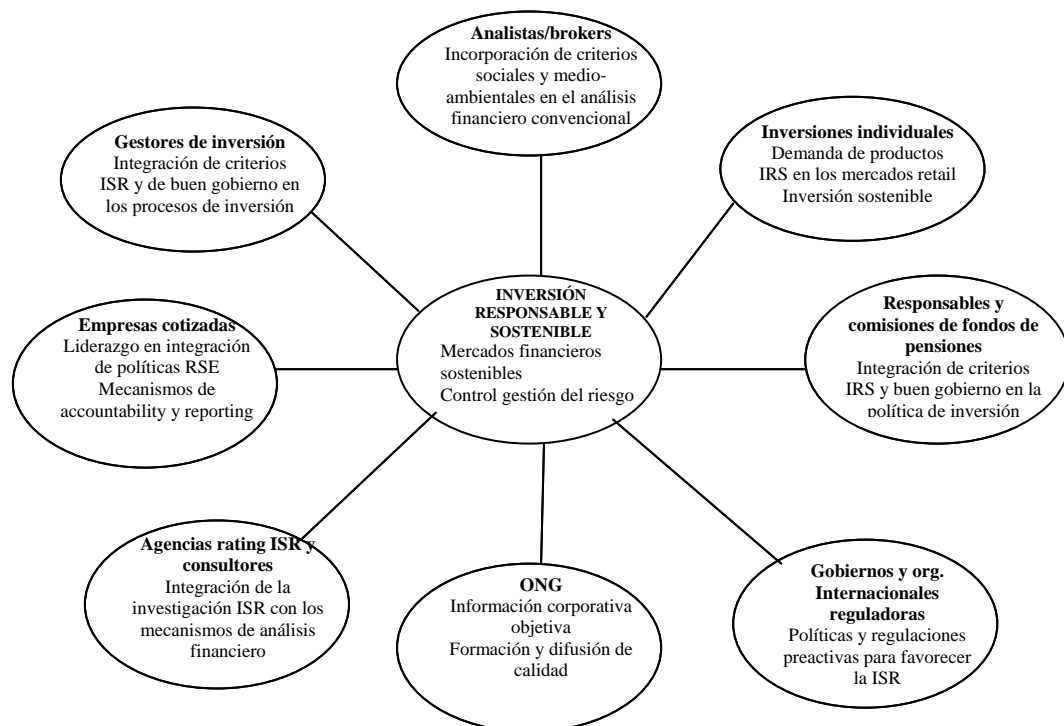 Analistas/brokers
Incorporación de criterios
sociales y medio-
ambientales en el análisis
financiero convencional
Gestores de inversión
Integración de criterios
ISR y de buen gobierno en
los procesos de inversión
Inversiones individuales
Demanda de productos
IRS en los mercados retail
Inversión sostenible
INVERSIÓN
RESPONSABLE Y
SOSTENIBLE
Mercados financieros
sostenibles
Control gestión del riesgo
Empresas cotizadas
Liderazgo en integración
de políticas RSE
Mecanismos de
accountability y reporting
Responsables y
comisiones de fondos de
pensiones
Integración de criterios
IRS y buen gobierno en la
política de inversión
Agencias rating ISR y
consultores
Integración de la
investigación ISR con los
mecanismos de análisis
financiero
ONG
Información corporativa
objetiva
Formación y difusión de
calidad
Gobiernos y org.
Internacionales
reguladoras
Políticas y regulaciones
preactivas para favorecer
la ISR